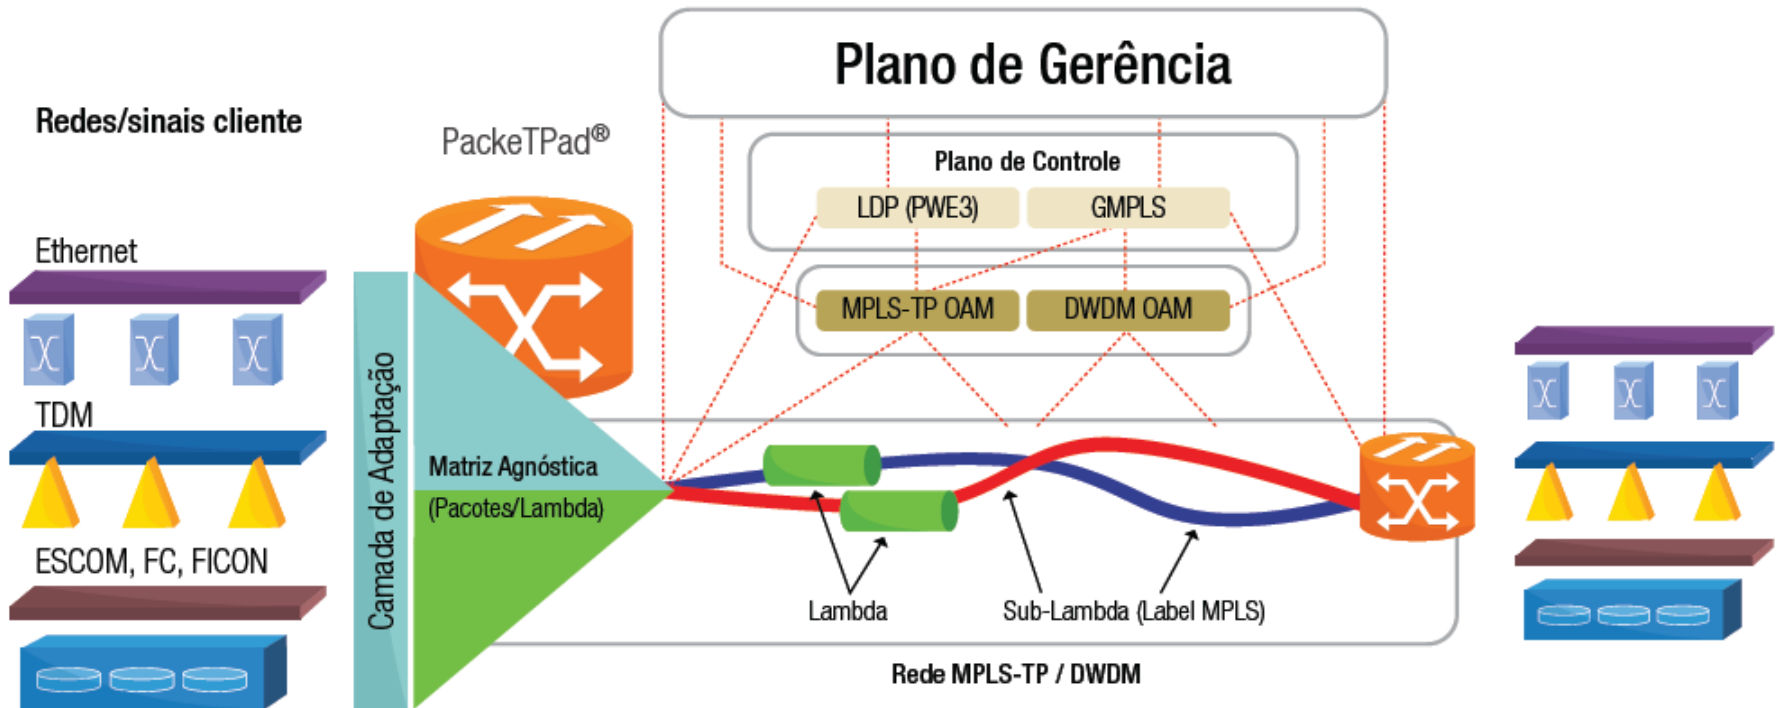 Plano de Gerência
Redes/sinais cliente
PackeTPad®
Plano de Controle
LDP (PWE3)
GMPLS
Ethernet
MPLS-TP OAM
DWDM OAM
TDM
Camada de Adaptação
Matriz Agnóstica
(Pacotes/Lambda)
ESCOM, FC, FICON
Lambda
Sub-Lambda (Label MPLS)
Rede MPLS-TP / DWDM